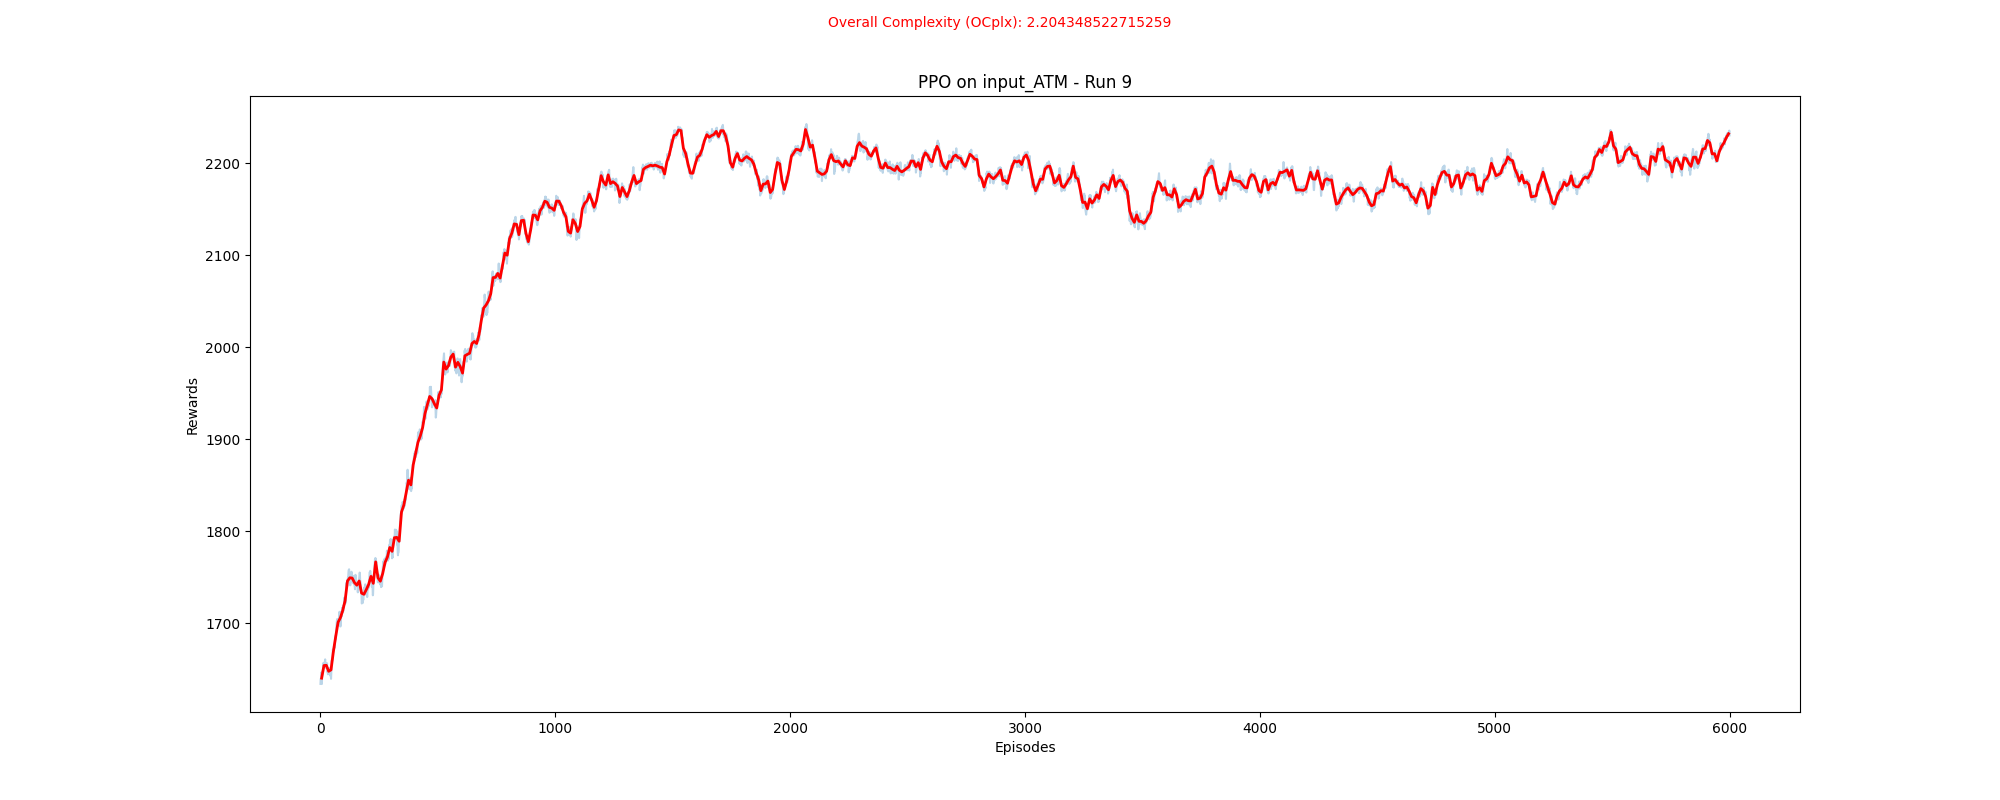 Overall Complexity (OCplx): 2.204348522715259
PPO on input_ATM - Run 9
2200
2100
2000
1900
1800
1700
Rewards
0 1000 2000 3000 4000 5000 6000
Episodes